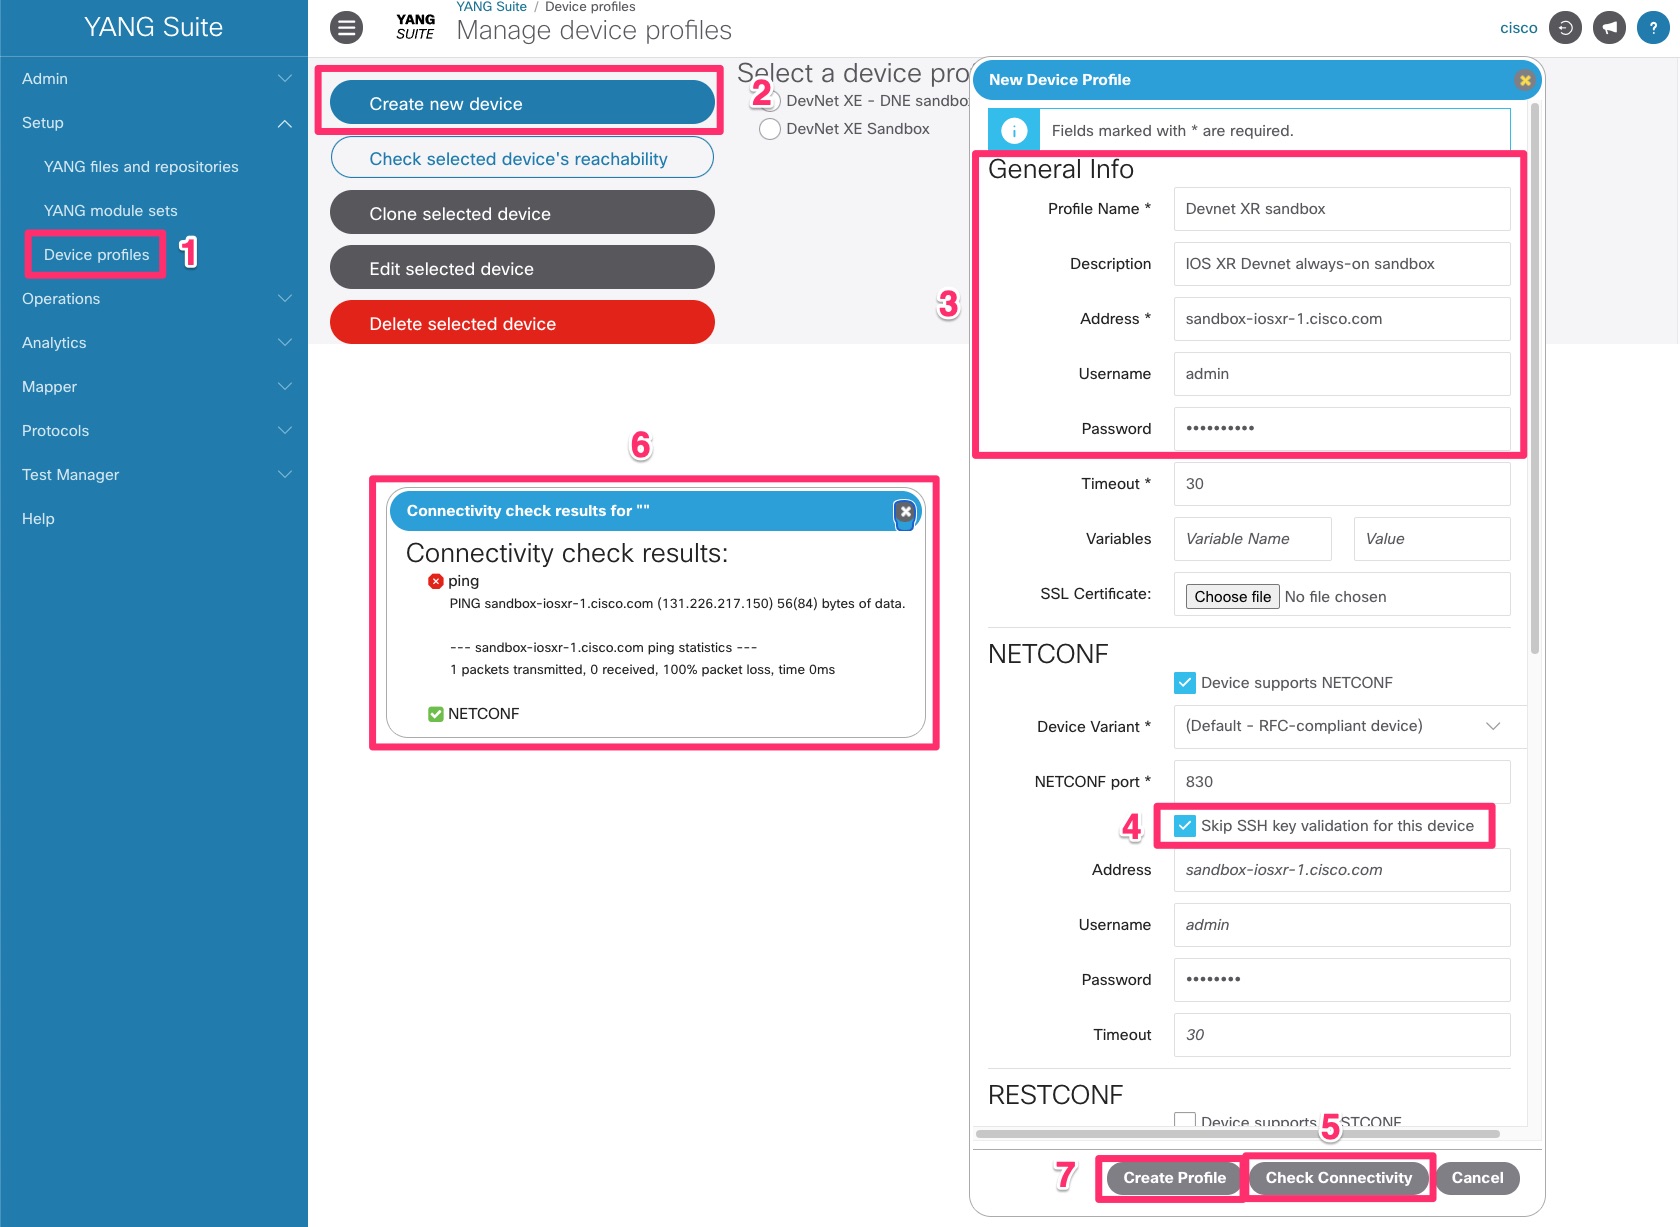 YANG Suite
Admin
Setup
YANG files and repositories
YANG module sets
Device profiles
1
Operations
Analytics
Mapper
Protocols
Test Manager
Help
YANG
SUITE
YANG Suite / Device profiles
Manage device profiles
cisco
?
Create new device
2
Check selected device's reachability
Clone selected device
Edit selected device
Delete selected device
Select a device pro
DevNet XE - DNE sandbo
DevNet XE Sandbox
6
Connectivity check results for ""
Connectivity check results:
ping
PING sandbox-iosxr-1.cisco.com (131.226.217.150) 56(84) bytes of data.
--- sandbox-iosxr-1.cisco.com ping statistics ---
1 packets transmitted, 0 received, 100% packet loss, time 0ms
NETCONF
New Device Profile
i
Fields marked with * are required.
3
General Info
Profile Name * Devnet XR sandbox
Description IOS XR Devnet always-on sandbox
Address * sandbox-iosxr-1.cisco.com
Username admin
Password ••••••••••
Timeout * 30
Variables Variable Name Value
SSL Certificate: Choose file No file chosen
NETCONF
Device supports NETCONF
Device Variant * (Default - RFC-compliant device)
NETCONF port * 830
4
Skip SSH key validation for this device
Address sandbox-iosxr-1.cisco.com
Username admin
Password ••••••••
Timeout 30
RESTCONF
Device supports STCONF
5
7
Create Profile Check Connectivity Cancel